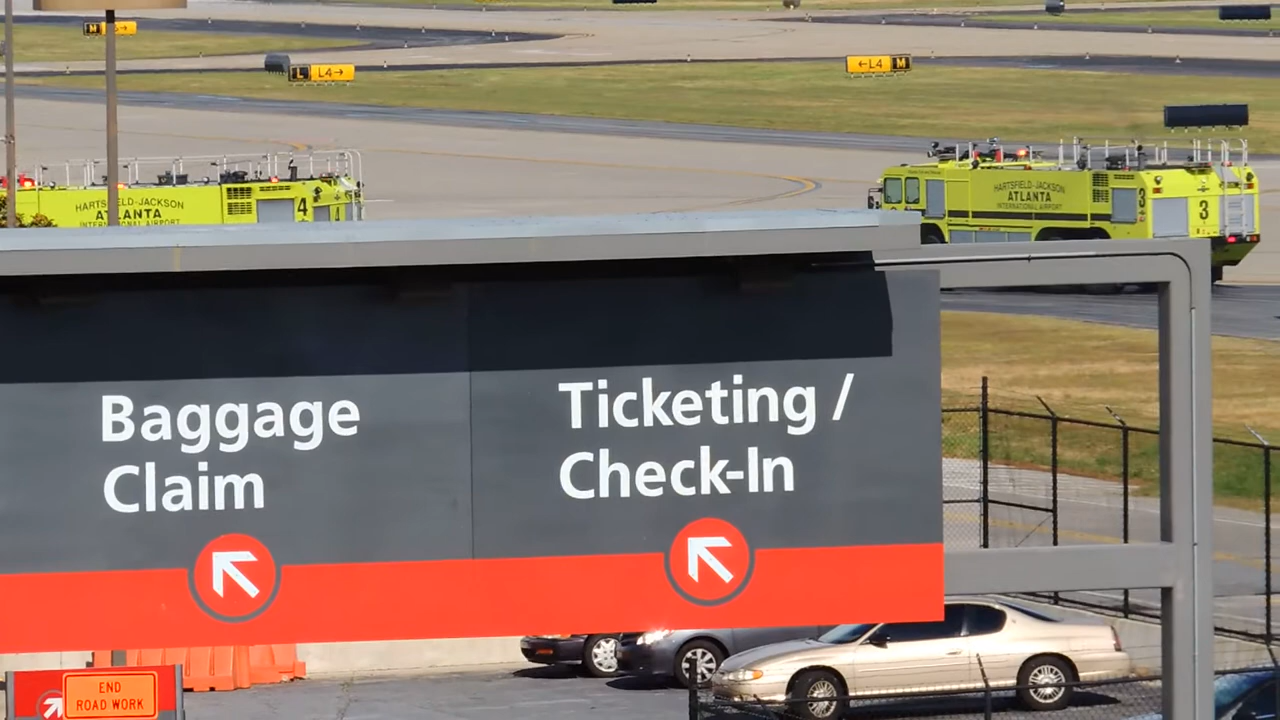 L L4→
←L4 M
HARTSFIELD-JACKSON
ATLANTA
INTERNATIONAL AIRPORT
4
HARTSFIELD-JACKSON
ATLANTA
INTERNATIONAL AIRPORT
3
3
Baggage
Claim
Ticketing /
Check-In
END
ROAD WORK